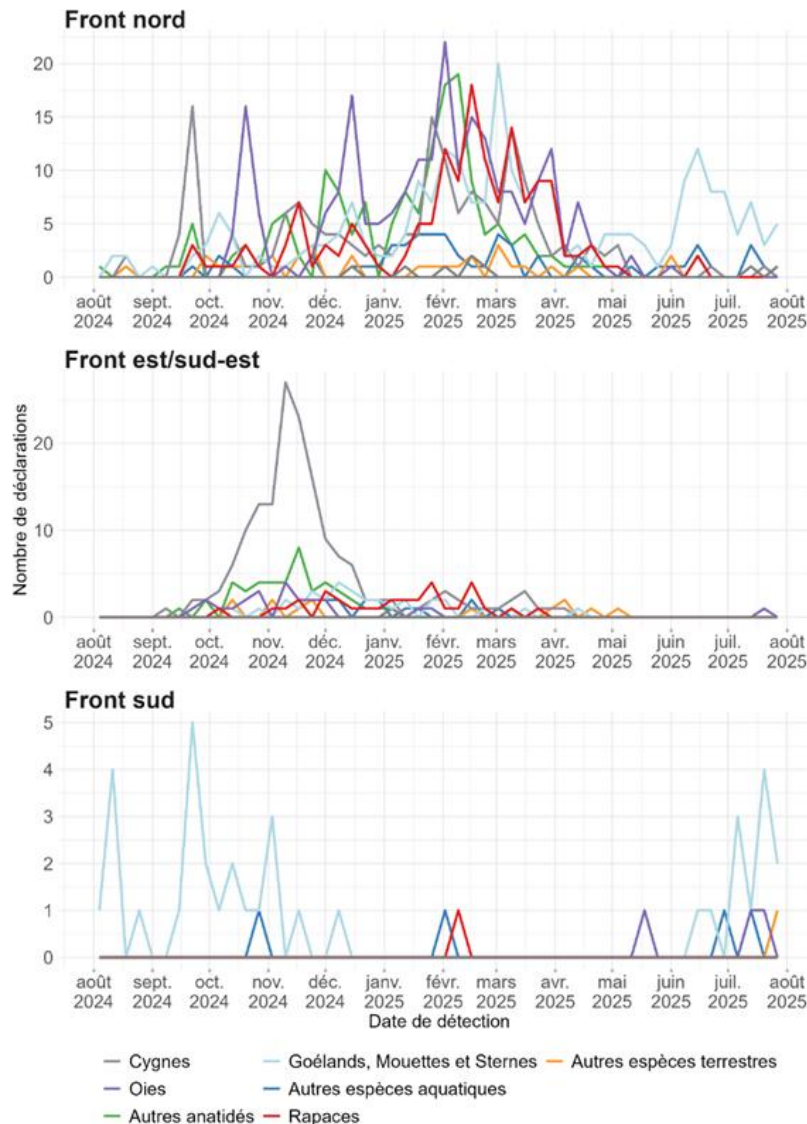 Front nord
20
15
10
5
0
août sept. oct. nov. déc. janv. févr. mars avr. mai juin juil. août
2024 2024 2024 2024 2024 2025 2025 2025 2025 2025 2025 2025 2025
Front est/sud-est
Nombre de déclarations
20
10
0
août sept. oct. nov. déc. janv. févr. mars avr. mai juin juil. août
2024 2024 2024 2024 2024 2025 2025 2025 2025 2025 2025 2025 2025
Front sud
5
4
3
2
1
0
août sept. oct. nov. déc. janv. févr. mars avr. mai juin juil. août
2024 2024 2024 2024 2024 2025 2025 2025 2025 2025 2025 2025 2025
Date de détection
Cygnes Goélands, Mouettes et Sternes Autres espèces terrestres
Oies Autres espèces aquatiques
Autres anatidés Rapaces